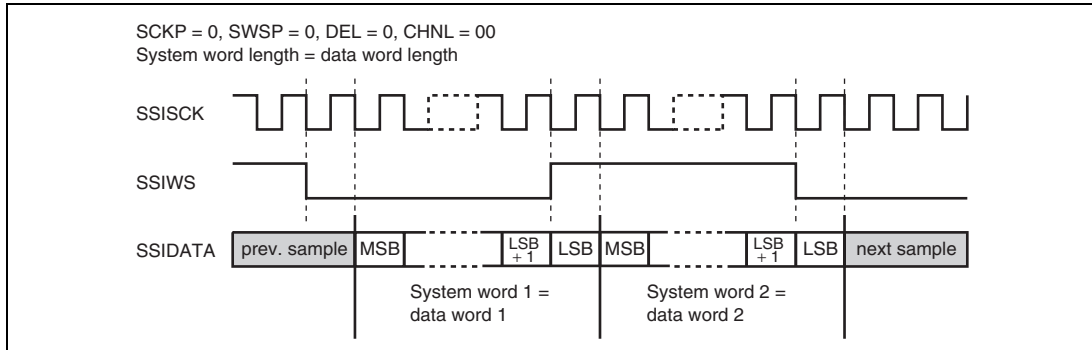 SCKP = 0, SWSP = 0, DEL = 0, CHNL = 00
System word length = data word length
SSISCK
SSIWS
SSIDATA
prev. sample
MSB
LSB
+ 1
LSB
MSB
LSB
+ 1
LSB
next sample
System word 1 =
data word 1
System word 2 =
data word 2